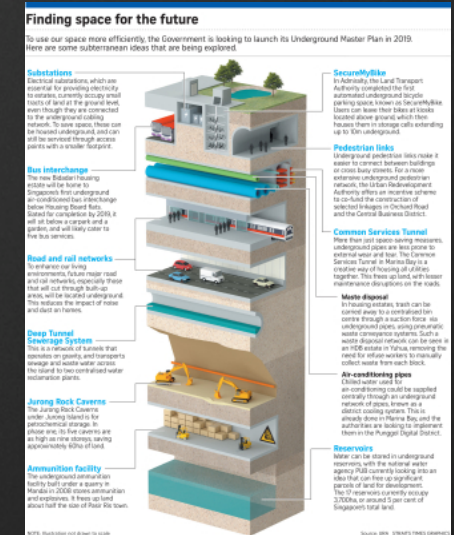 Finding space for the future
To use our space more efficiently, the Government is looking to launch its Underground Master Plan in 2019.
Here are some subterranean ideas that are being explored.
Substations
Electrical substations, which are
essential for providing electricity
to estates, currently occupy small
tracts of land at the ground level,
even though they are connected
to the underground cabling
network. To save space, these can
be housed underground, and can
still be serviced through access
points with a smaller footprint.
Bus interchange
The new Bidadari housing
estate will be home to
Singapore's first underground
air-conditioned bus interchange
below Housing Board flats.
Slated for completion by 2019, it
will sit below a carpark and a
garden, and will likely cater to
five bus services.
Road and rail networks
To enhance our living
environments, future major road
and rail networks, especially those
that will cut through built-up
areas, will be located underground.
This reduces the impact of noise
and dust on homes.
Deep Tunnel
Sewerage System
This is a network of tunnels that
operates on gravity, and transports
sewage and waste water across
the island to two centralised water
reclamation plants.
Jurong Rock Caverns
The Jurong Rock Caverns
under Jurong Island is for
petrochemical storage. In
phase one, its five caverns are
as high as nine storeys, saving
approximately 60ha of land.
Ammunition facility
The underground ammunition
facility built under a quarry in
Mandai in 2008 stores ammunition
and explosives. It frees up land
about half the size of Pasir Ris town.
SecureMyBike
In Admiralty, the Land Transport
Authority completed the first
automated underground bicycle
parking space, known as SecureMyBike.
Users can leave their bikes at kiosks
located above ground, which then
houses them in storage cells extending
up to 10m underground.
Pedestrian links
Underground pedestrian links make it
easier to connect between buildings
or cross busy streets. For a more
extensive underground pedestrian
network, the Urban Redevelopment
Authority offers an incentive scheme
to co-fund the construction of
selected linkages in Orchard Road
and the Central Business District.
Common Services Tunnel
More than just space-saving measures,
underground pipes are less prone to
external wear and tear. The Common
Services Tunnel in Marina Bay is a
creative way of housing all utilities
together. This frees up land, with lesser
maintenance disruptions on the roads.
Waste disposal
In housing estates, trash can be
carried away to a centralised bin
centre through a suction force via
underground pipes, using pneumatic
waste conveyance systems. Such a
waste disposal network can be seen in
an HDB estate in Yuhua, removing the
need for refuse workers to manually
collect waste from each block.
Air-conditioning pipes
Chilled water used for
air conditioning could be supplied
centrally through an underground
network of pipes, known as a
district cooling system. This is
already done in Marina Bay, and the
authorities are looking to implement
them in the Punggol Digital District.
Reservoirs
Water can be stored in underground
reservoirs, with the national water
agency PUB currently looking into an
idea that can free up significant
parcels of land for development.
The 17 reservoirs currently occupy
3,700ha, or around 5 per cent of
Singapore's total land.
NOTE: Illustration not drawn to scale
STRAITS TIMES GRAPHICS